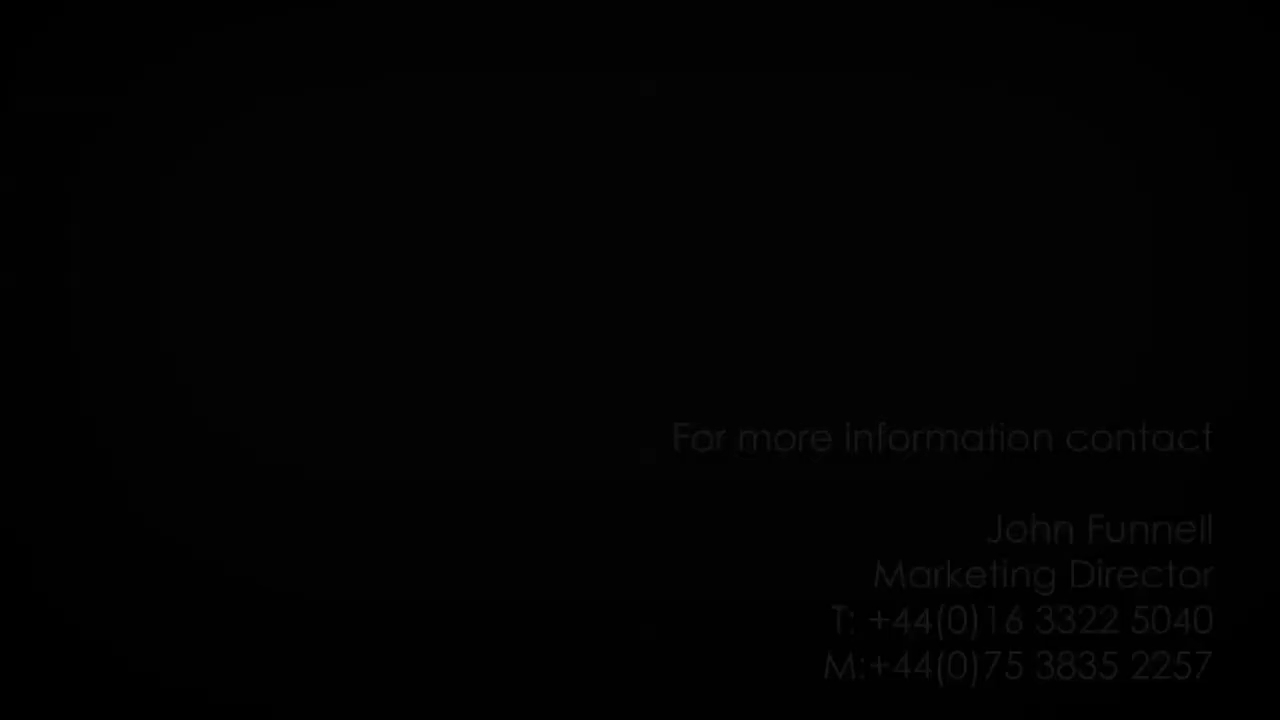 For more information contact
John Funnell
Marketing Director
T: +44(0)16 3322 5040
M:+44(0)75 3835 2257